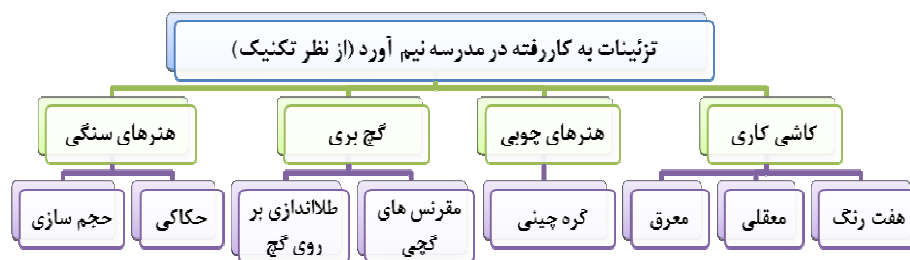 تزئینات به کاررفته در مدرسه نیم آورد (از نظر تکنیک)
کاشی کاری
هنرهای چوبی
گچ بری
هنرهای سنگی
هفت رنگ
معقلی
معرق
گره چینی
مقرنس های
گچی
طلااندازی بر
روی گچ
حکاکی
حجم سازی